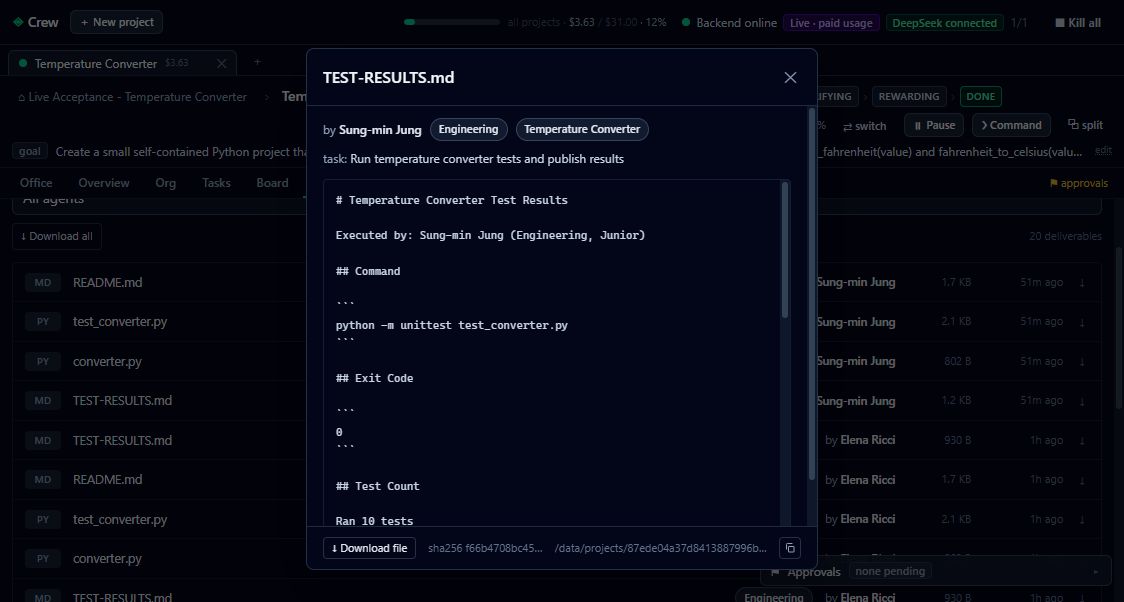 Crew
+ New project
all projects · $3.63 / $31.00 · 12%
Backend online
Live · paid usage
DeepSeek connected
1/1
Kill all
Temperature Converter $3.63
+
Live Acceptance - Temperature Converter
›
Tem
IFYING
›
REWARDING
›
DONE
%
switch
Pause
Command
split
goal
Create a small self-contained Python project tha
_fahrenheit(value) and fahrenheit_to_celsius(valu...
edit
Office
Overview
Org
Tasks
Board
approvals
All agents
↓ Download all
20 deliverables
MD README.md Sung-min Jung 1.7 KB 51m ago ↓
PY test_converter.py Sung-min Jung 2.1 KB 51m ago ↓
PY converter.py Sung-min Jung 802 B 51m ago ↓
MD TEST-RESULTS.md Sung-min Jung 1.2 KB 51m ago ↓
MD TEST-RESULTS.md by Elena Ricci 930 B 1h ago ↓
MD README.md by Elena Ricci 1.7 KB 1h ago ↓
PY test_converter.py by Elena Ricci 2.1 KB 1h ago ↓
PY converter.py
MD TEST-RESULTS.md Engineering by Elena Ricci 930 B 1h ago ↓
TEST-RESULTS.md
by Sung-min Jung Engineering Temperature Converter
task: Run temperature converter tests and publish results
# Temperature Converter Test Results
Executed by: Sung-min Jung (Engineering, Junior)
## Command
```
python -m unittest test_converter.py
```
## Exit Code
```
0
```
## Test Count
Ran 10 tests
↓ Download file
sha256 f66b4708bc45...
/data/projects/87ede04a37d8413887996b...
Approvals
none pending